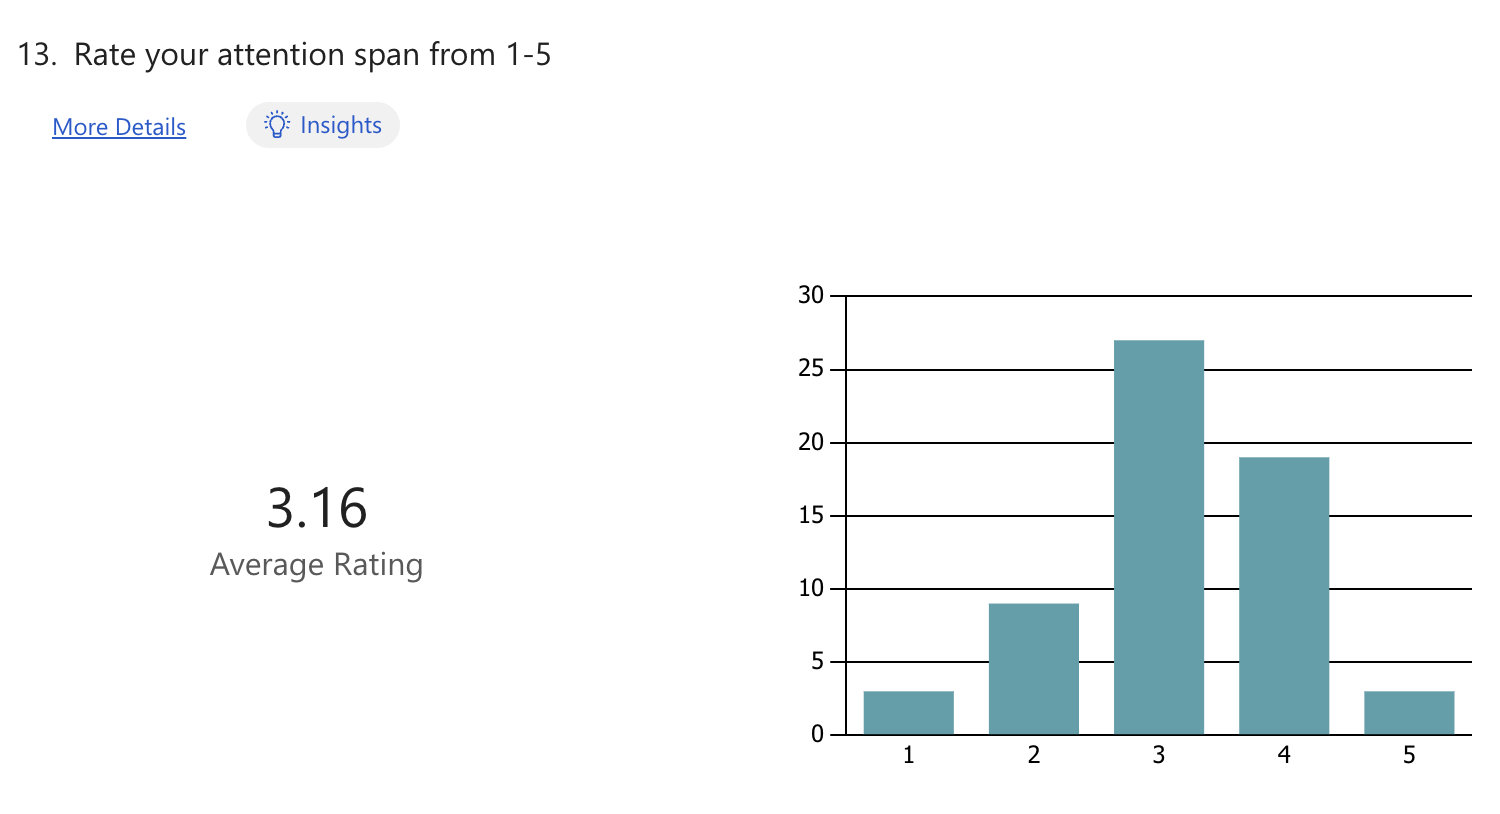 13. Rate your attention span from 1-5
More Details
Insights
3.16
Average Rating
30
25
20
15
10
5
0
1 2 3 4 5